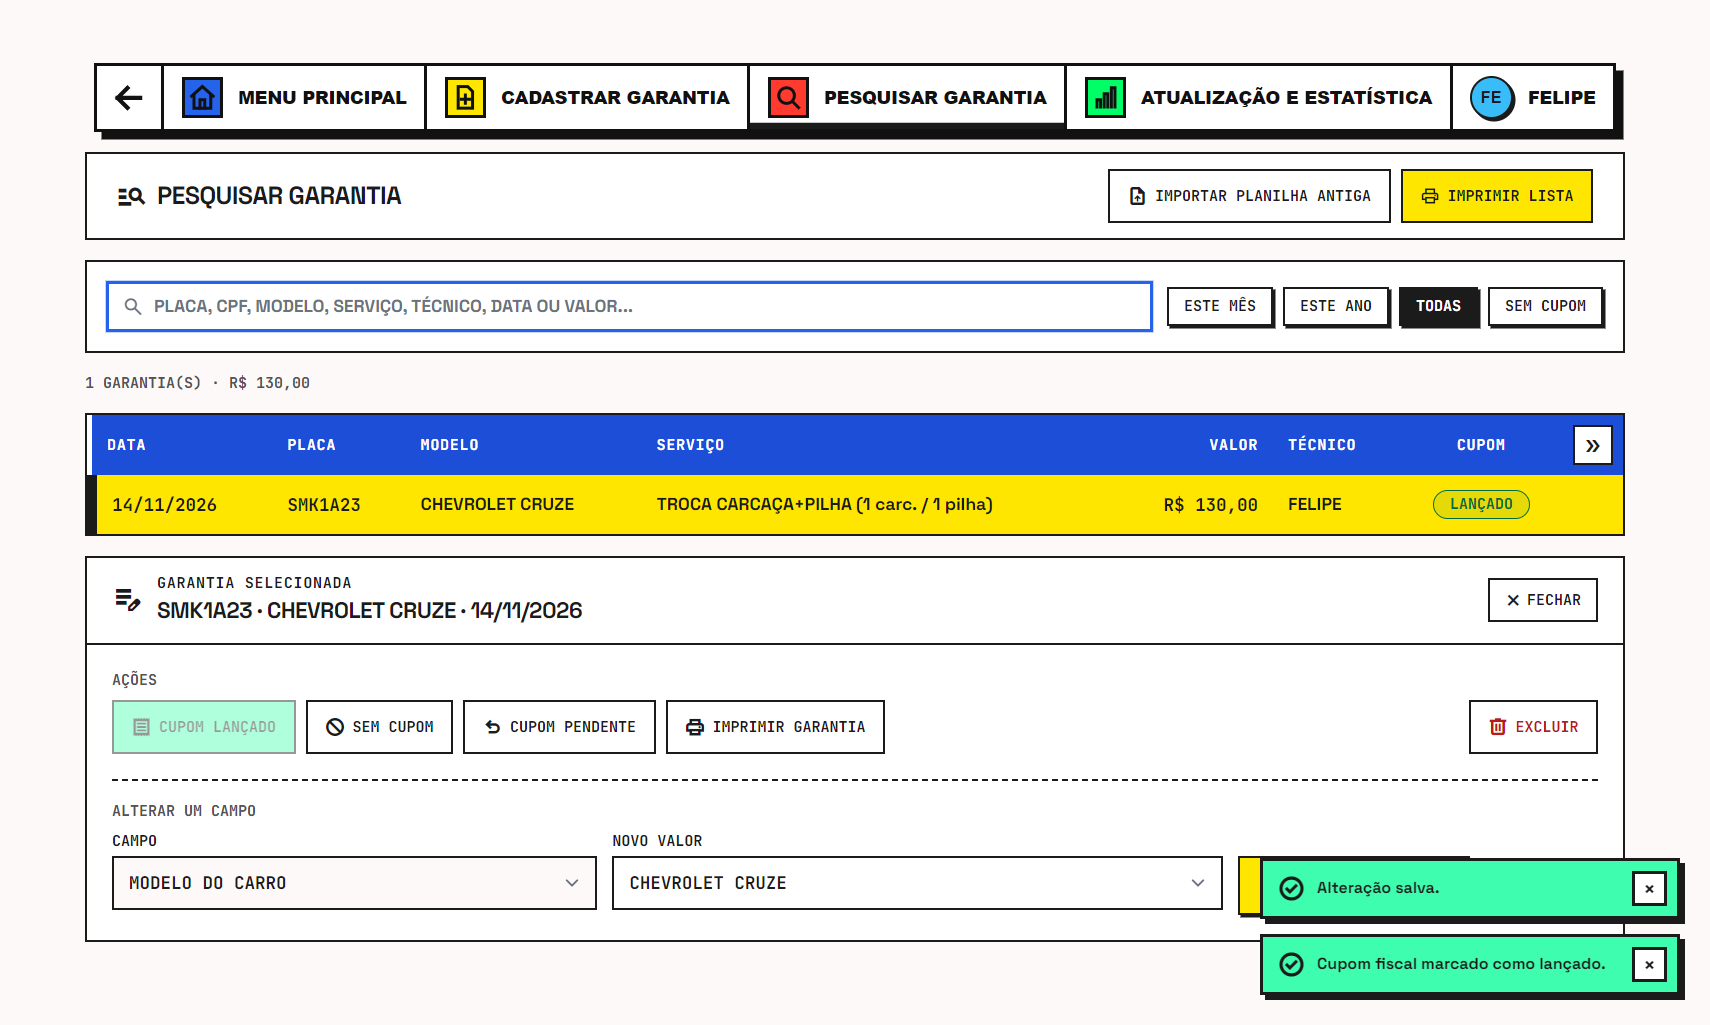 MENU PRINCIPAL
CADASTRAR GARANTIA
PESQUISAR GARANTIA
ATUALIZAÇÃO E ESTATÍSTICA
FE
FELIPE
PESQUISAR GARANTIA
IMPORTAR PLANILHA ANTIGA
IMPRIMIR LISTA
PLACA, CPF, MODELO, SERVIÇO, TÉCNICO, DATA OU VALOR...
ESTE MÊS
ESTE ANO
TODAS
SEM CUPOM
1 GARANTIA(S) · R$ 130,00
DATA PLACA MODELO SERVIÇO VALOR TÉCNICO CUPOM »
14/11/2026 SMK1A23 CHEVROLET CRUZE TROCA CARCAÇA+PILHA (1 carc. / 1 pilha) R$ 130,00 FELIPE LANÇADO
GARANTIA SELECIONADA
SMK1A23 · CHEVROLET CRUZE · 14/11/2026
FECHAR
AÇÕES
CUPOM LANÇADO
SEM CUPOM
CUPOM PENDENTE
IMPRIMIR GARANTIA
EXCLUIR
ALTERAR UM CAMPO
CAMPO
NOVO VALOR
MODELO DO CARRO
CHEVROLET CRUZE
Alteração salva.
Cupom fiscal marcado como lançado.